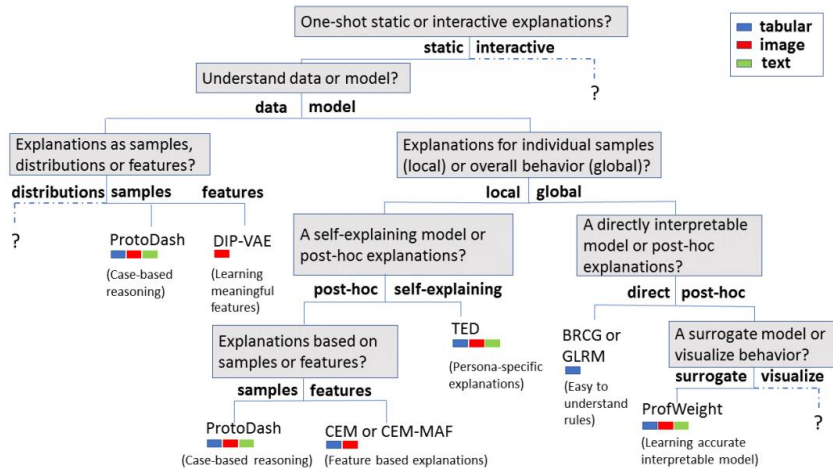 One-shot static or interactive explanations?
tabular
image
text
static interactive
Understand data or model?
?
data model
Explanations as samples,
distributions or features?
Explanations for individual samples
(local) or overall behavior (global)?
distributions samples features
local global
?
ProtoDash
(Case-based
reasoning)
DIP-VAE
(Learning
meaningful
features)
A self-explaining model or
post-hoc explanations?
A directly interpretable
model or post-hoc
explanations?
post-hoc self-explaining
direct post-hoc
Explanations based on
samples or features?
TED
(Persona-specific
explanations)
BRCG or
GLRM
(Easy to
understand
rules)
A surrogate model or
visualize behavior?
samples features
surrogate visualize
ProtoDash
(Case-based reasoning)
CEM or CEM-MAF
(Feature based explanations)
ProfWeight
(Learning accurate
interpretable model)
?